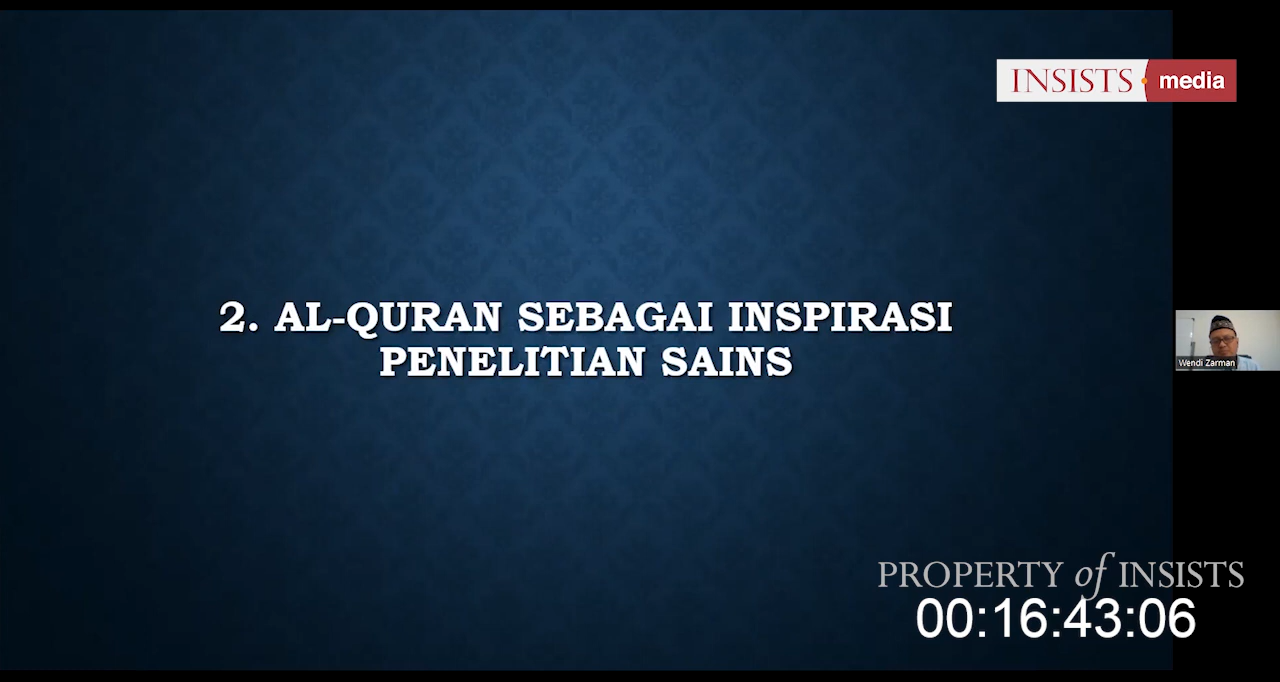 INSISTS media
2. AL-QURAN SEBAGAI INSPIRASI
PENELITIAN SAINS
Wendi Zarman
PROPERTY of INSISTS
00:16:43:06